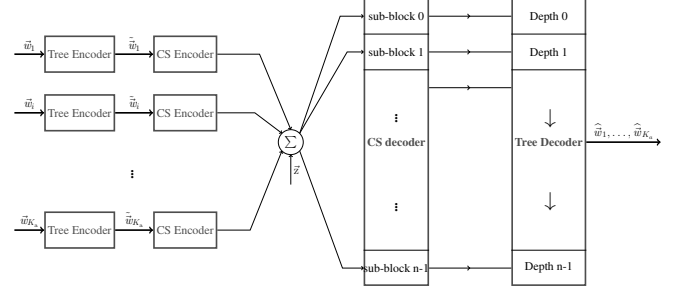 w⃗₁ Tree Encoder w̃⃗₁ CS Encoder
w⃗ᵢ Tree Encoder w̃⃗ᵢ CS Encoder
⋮
w⃗_{K_a} Tree Encoder w̃⃗_{K_a} CS Encoder
∑
z⃗
sub-block 0
sub-block 1
⋮
CS decoder
⋮
sub-block n-1
Depth 0
Depth 1
↓
Tree Decoder
↓
Depth n-1
ŵ⃗₁, . . . , ŵ⃗_{K_a}